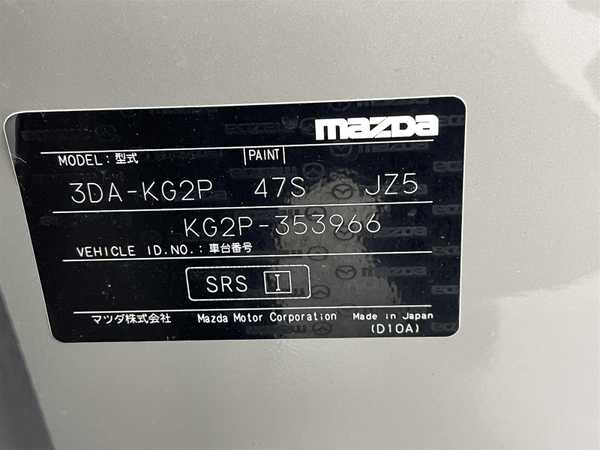 mazda
MODEL: 型式 PAINT
3DA-KG2P 47S JZ5
KG2P-353966
VEHICLE ID.NO.: 車台番号
SRS I
マツダ株式会社 Mazda Motor Corporation Made in Japan
(D10A)